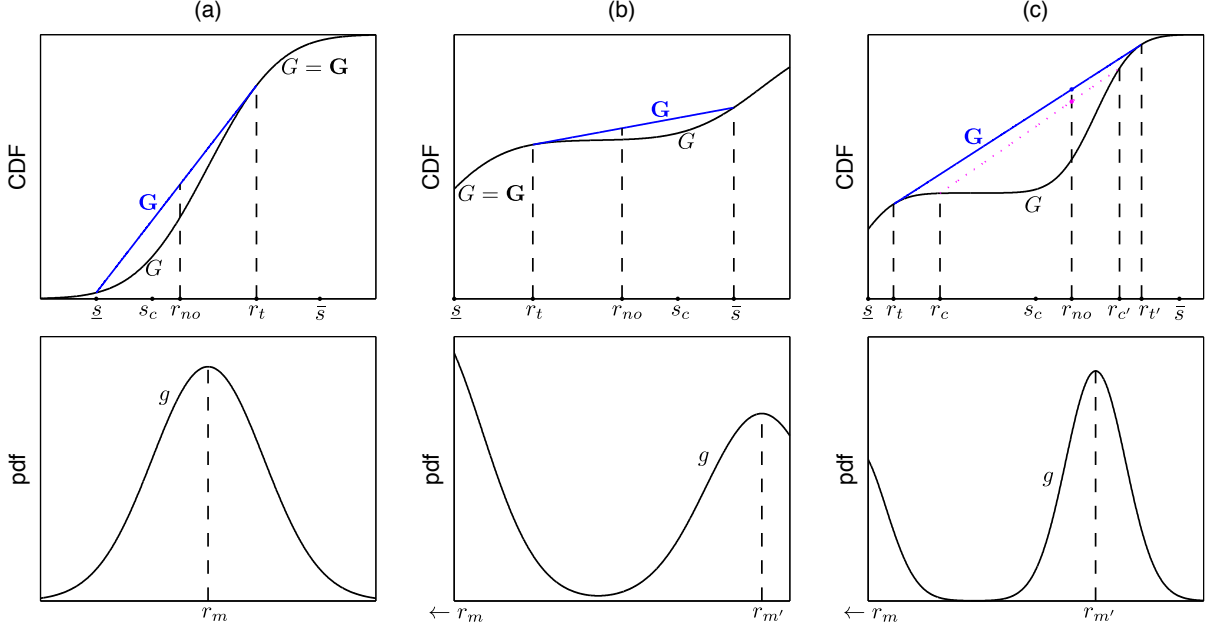 (a)
CDF
G = G
G
G
s s_c r_no r_t s̅
pdf
g
r_m
(b)
CDF
G
G
G = G
s r_t r_no s_c s̅
pdf
g
← r_m r_m′
(c)
CDF
G
G
s r_t r_c s_c r_no r_c′ r_t′ s̅
pdf
g
← r_m r_m′